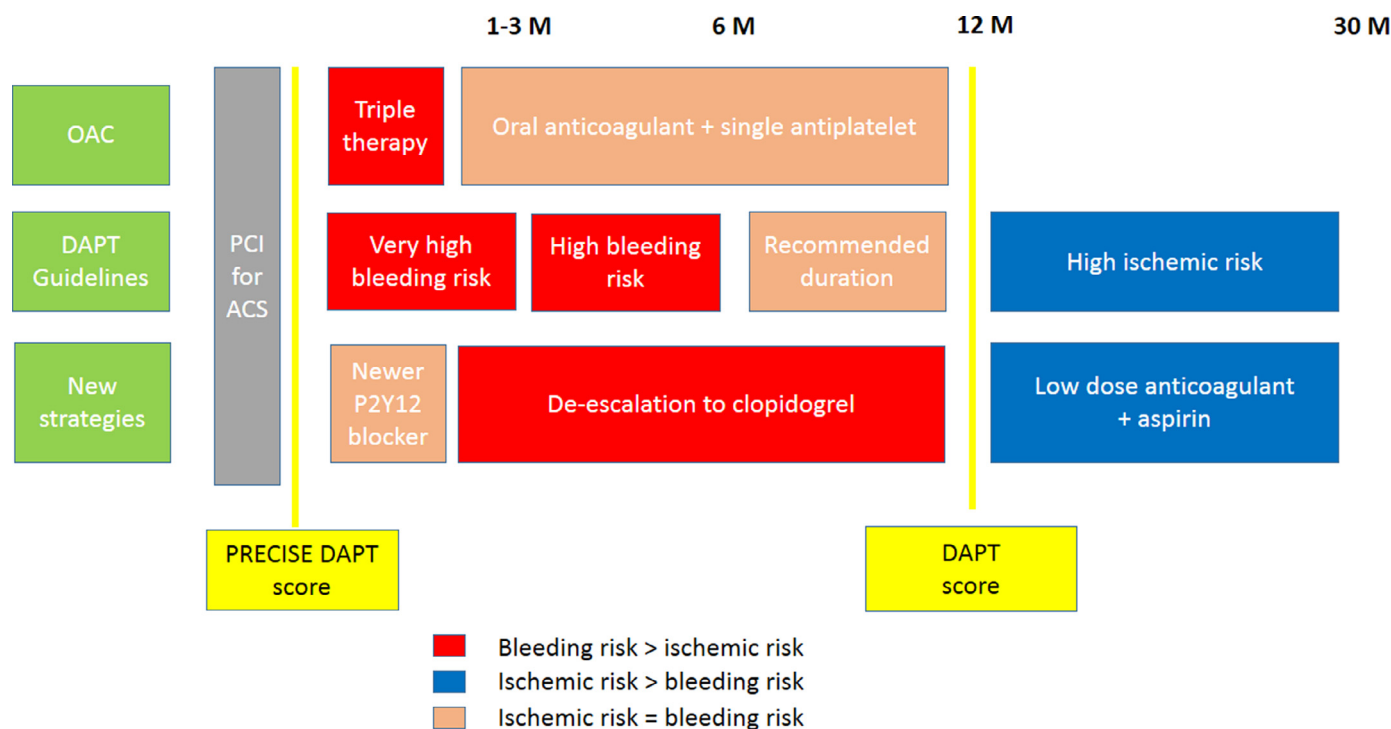 1-3 M
6 M
12 M
30 M
OAC
Triple
therapy
Oral anticoagulant + single antiplatelet
DAPT
Guidelines
PCI
for
ACS
Very high
bleeding risk
High bleeding
risk
Recommended
duration
High ischemic risk
New
strategies
Newer
P2Y12
blocker
De-escalation to clopidogrel
Low dose anticoagulant
+ aspirin
PRECISE DAPT
score
DAPT
score
Bleeding risk > ischemic risk
Ischemic risk > bleeding risk
Ischemic risk = bleeding risk